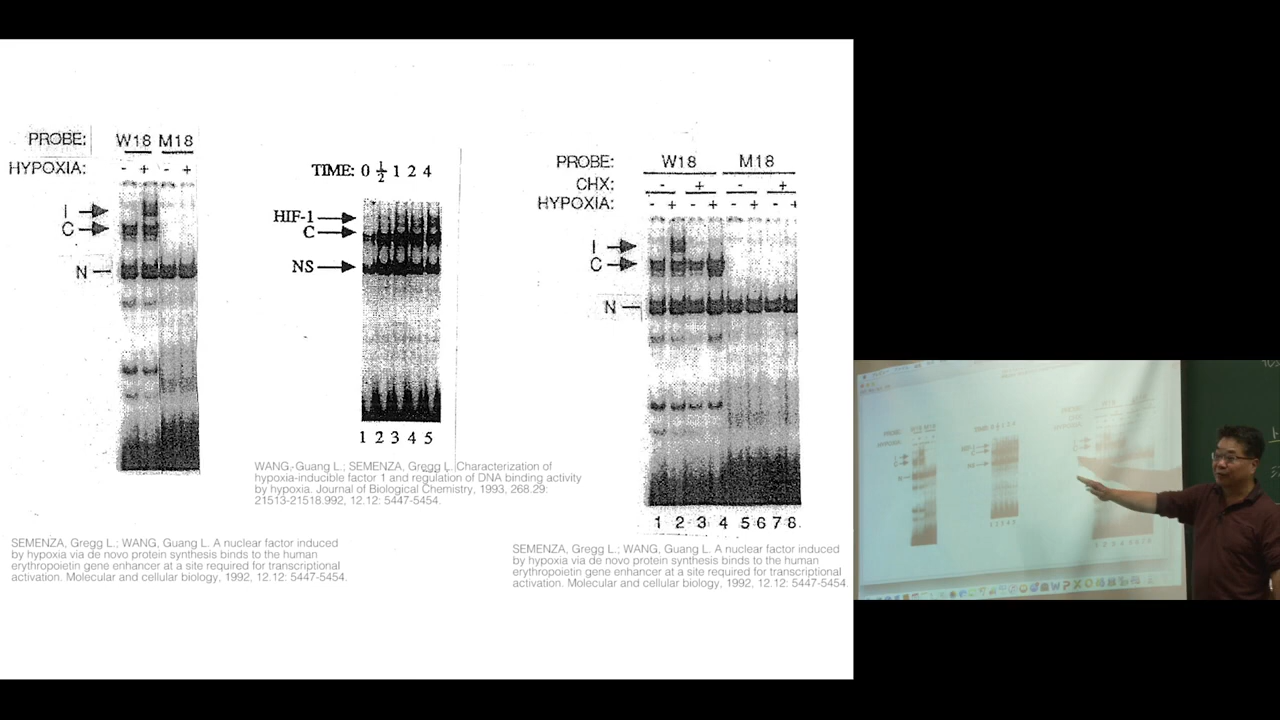 PROBE: W18 M18
HYPOXIA: - + - +
I
C
N
TIME: 0 ½ 1 2 4
HIF-1
C
NS
1 2 3 4 5
PROBE: W18 M18
CHX: - + - +
HYPOXIA: - + - + - + - +
I
C
N
1 2 3 4 5 6 7 8.
WANG, Guang L.; SEMENZA, Gregg L. Characterization of
hypoxia-inducible factor 1 and regulation of DNA binding activity
by hypoxia. Journal of Biological Chemistry, 1993, 268.29:
21513-21518.992, 12.12: 5447-5454.
SEMENZA, Gregg L.; WANG, Guang L. A nuclear factor induced
by hypoxia via de novo protein synthesis binds to the human
erythropoietin gene enhancer at a site required for transcriptional
activation. Molecular and cellular biology, 1992, 12.12: 5447-5454.
SEMENZA, Gregg L.; WANG, Guang L. A nuclear factor induced
by hypoxia via de novo protein synthesis binds to the human
erythropoietin gene enhancer at a site required for transcriptional
activation. Molecular and cellular biology, 1992, 12.12: 5447-5454.